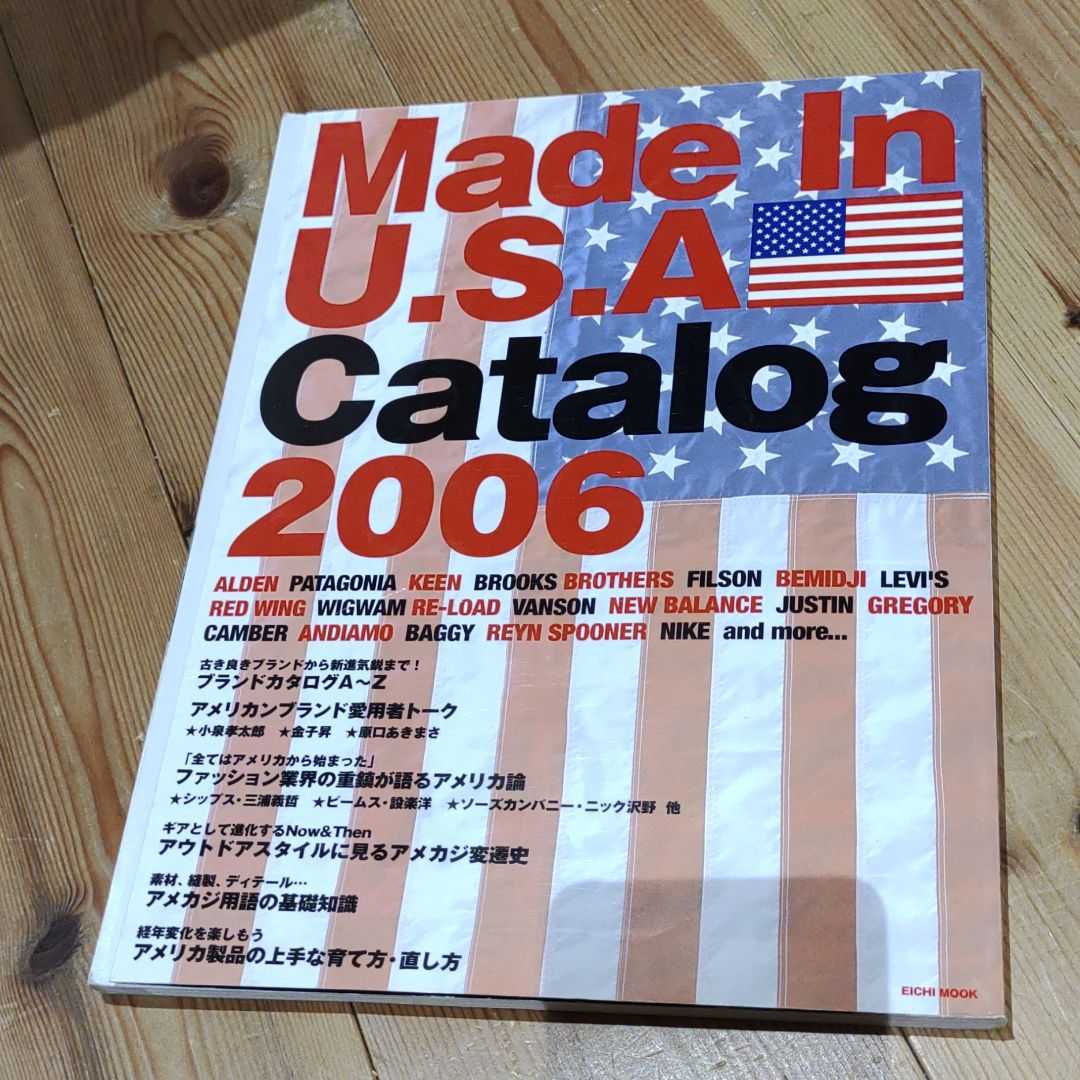 Made In
U.S.A
Catalog
2006
ALDEN PATAGONIA KEEN BROOKS BROTHERS FILSON BEMIDJI LEVI'S
RED WING WIGWAM RE-LOAD VANSON NEW BALANCE JUSTIN GREGORY
CAMBER ANDIAMO BAGGY REYN SPOONER NIKE and more...
古き良きブランドから新進気鋭まで！
ブランドカタログA～Z
アメリカンブランド愛用者トーク
★小泉孝太郎 ★金子昇 ★原口あきまさ
「全てはアメリカから始まった」
ファッション業界の重鎮が語るアメリカ論
★シップス・三浦義哲 ★ビームス・設楽洋 ★ソーズカンパニー・ニック沢野 他
ギアとして進化するNow&Then
アウトドアスタイルに見るアメカジ変遷史
素材、縫製、ディテール…
アメカジ用語の基礎知識
経年変化を楽しもう
アメリカ製品の上手な育て方・直し方
EICHI MOOK